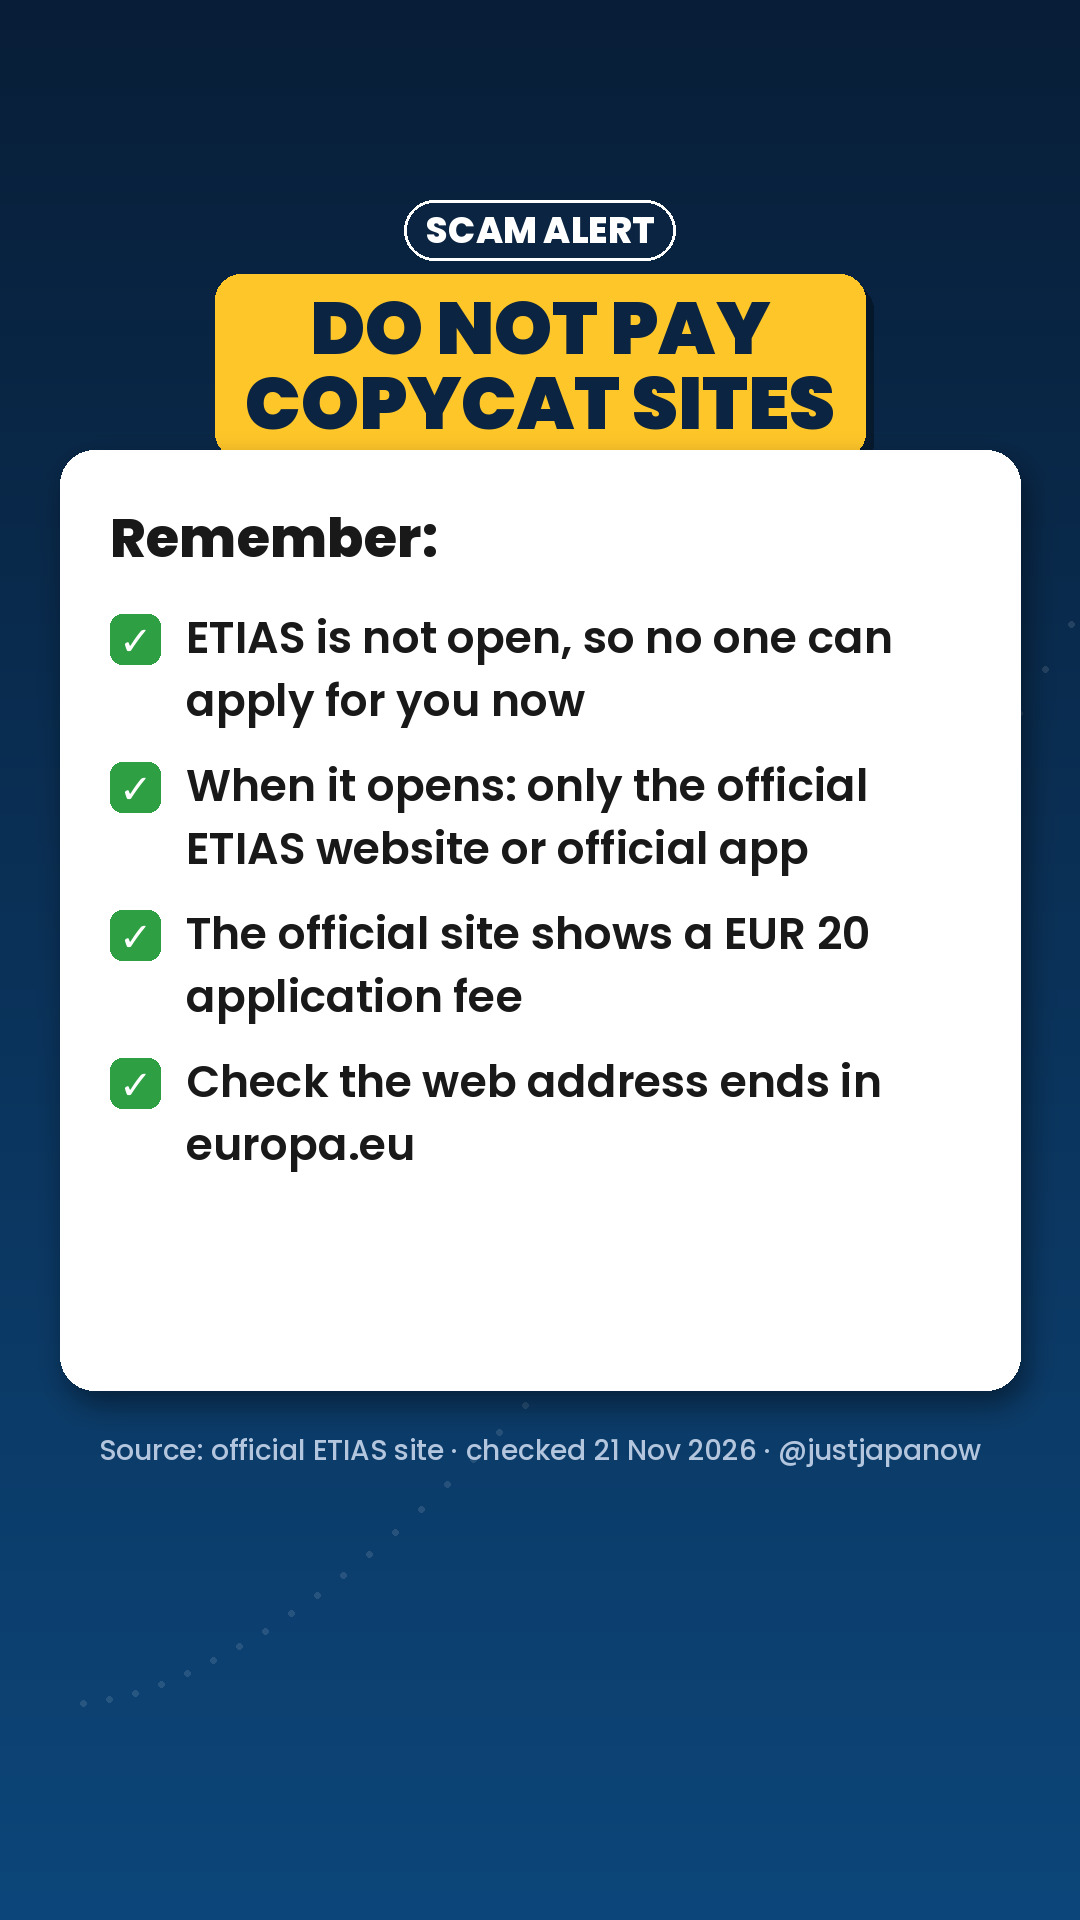 SCAM ALERT
DO NOT PAY
COPYCAT SITES
Remember:
✓ ETIAS is not open, so no one can
apply for you now
✓ When it opens: only the official
ETIAS website or official app
✓ The official site shows a EUR 20
application fee
✓ Check the web address ends in
europa.eu
Source: official ETIAS site · checked 21 Nov 2026 · @justjapanow